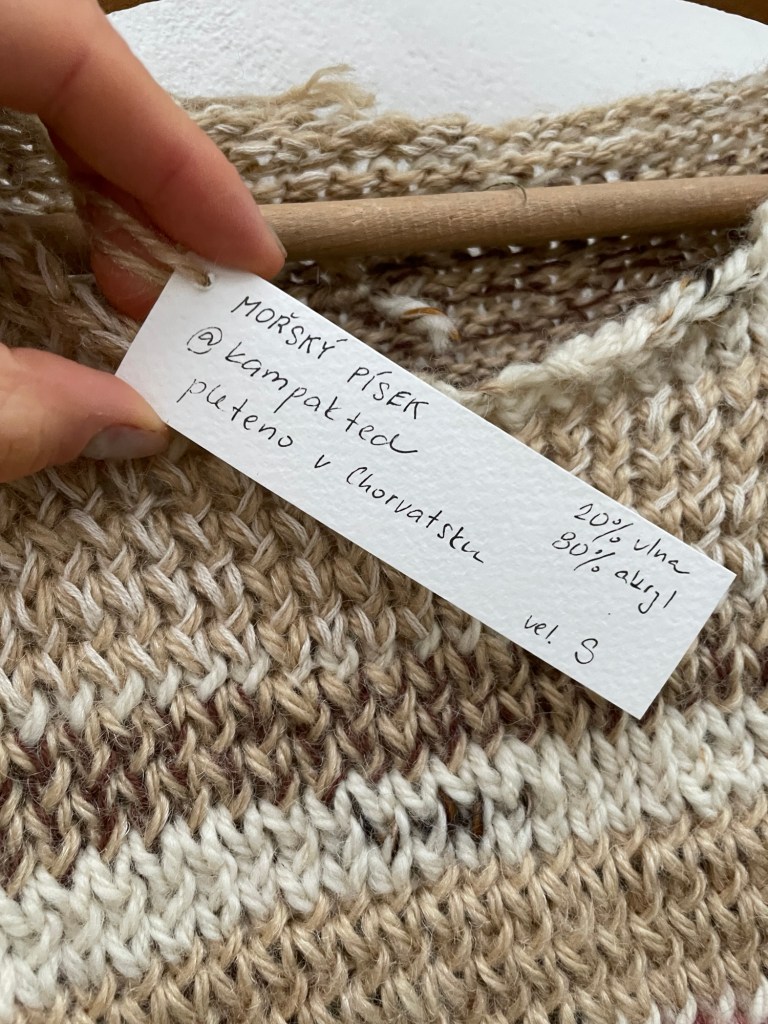 MOŘSKÝ PÍSEK
@kampakted
pleteno v Chorvatsku
20% vlna
80% akryl
vel. S